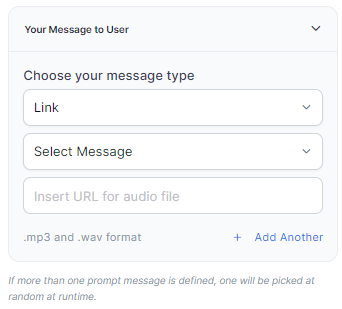 Your Message to User
Choose your message type
Link
Select Message
Insert URL for audio file
.mp3 and .wav format + Add Another
If more than one prompt message is defined, one will be picked at
random at runtime.